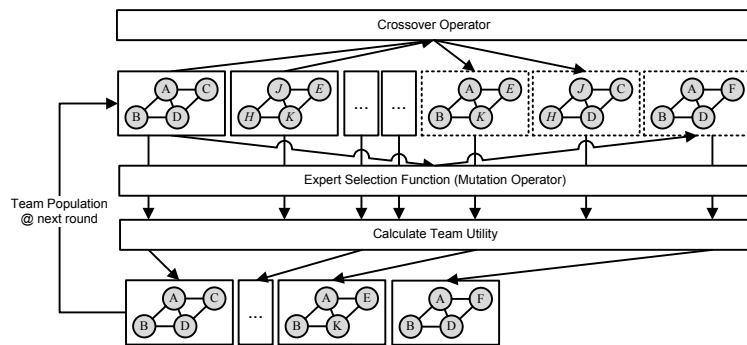 Crossover Operator
A C J E A E J C A F
B D H K ... ... B K H D B D
Expert Selection Function (Mutation Operator)
Team Population
@ next round
Calculate Team Utility
A C A E A F
B D ... B K B D